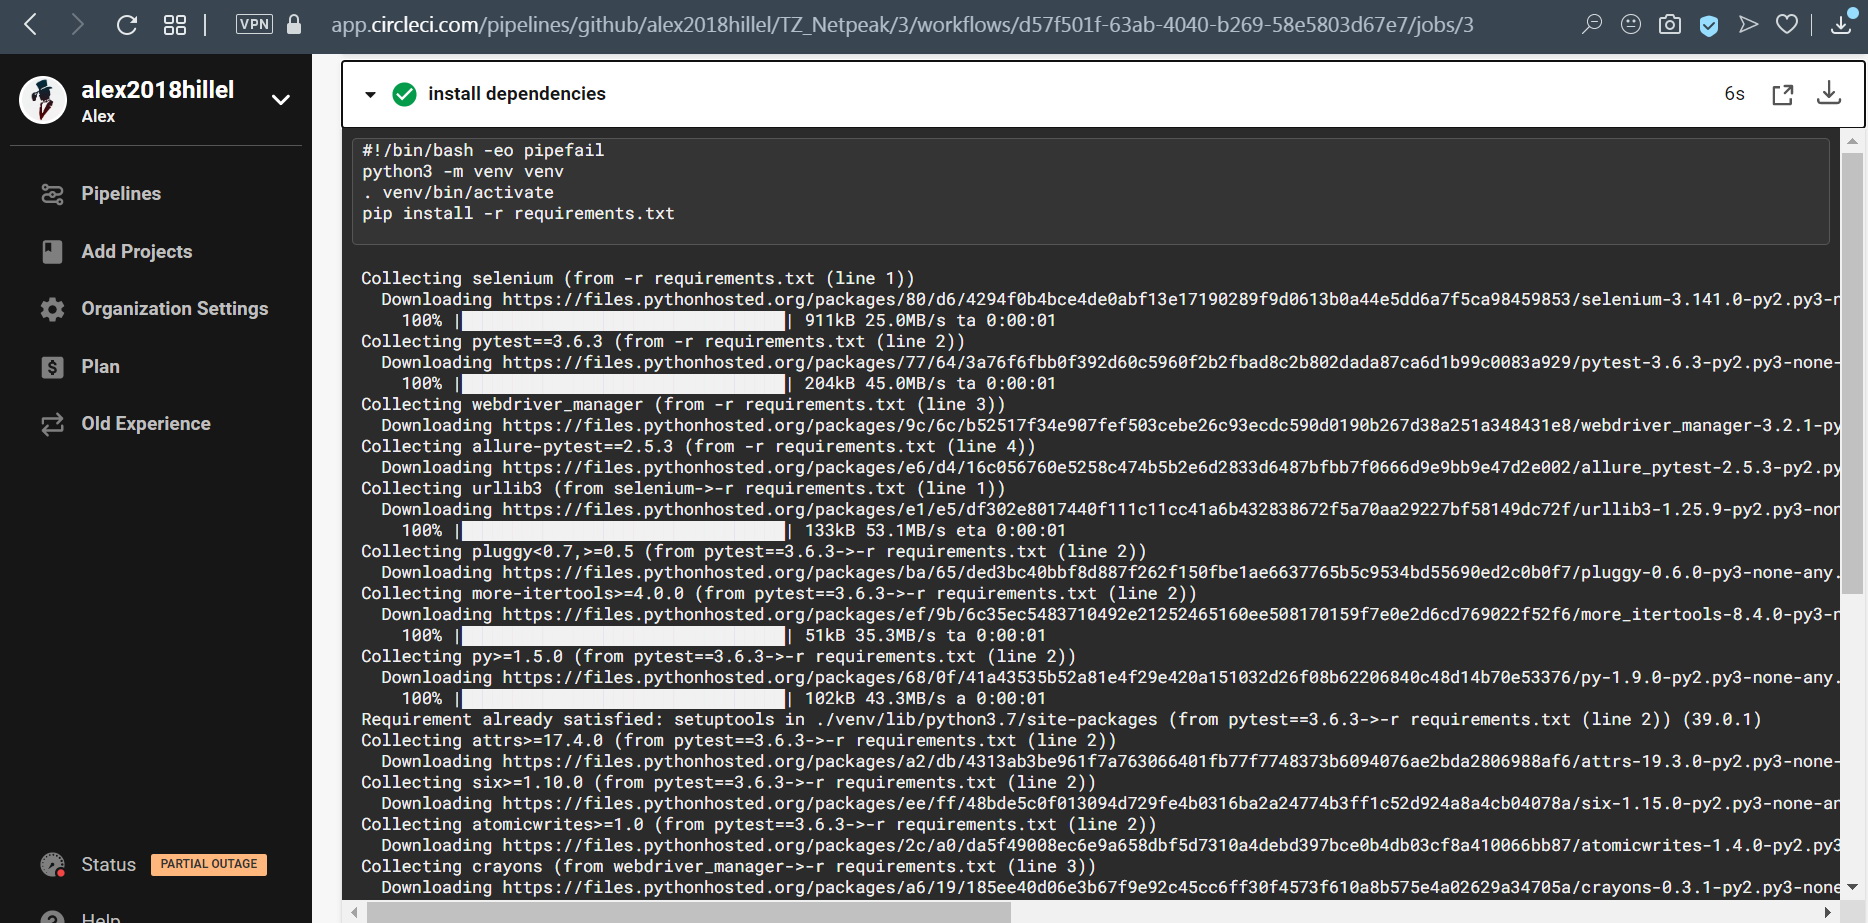 VPN
app.circleci.com/pipelines/github/alex2018hillel/TZ_Netpeak/3/workflows/d57f501f-63ab-4040-b269-58e5803d67e7/jobs/3
alex2018hillel
Alex
Pipelines
Add Projects
Organization Settings
Plan
Old Experience
Status
PARTIAL OUTAGE
Help
install dependencies
6s
#!/bin/bash -eo pipefail
python3 -m venv venv
. venv/bin/activate
pip install -r requirements.txt
Collecting selenium (from -r requirements.txt (line 1))
Downloading https://files.pythonhosted.org/packages/80/d6/4294f0b4bce4de0abf13e17190289f9d0613b0a44e5dd6a7f5ca98459853/selenium-3.141.0-py2.py3-n
100% | | 911kB 25.0MB/s ta 0:00:01
Collecting pytest==3.6.3 (from -r requirements.txt (line 2))
Downloading https://files.pythonhosted.org/packages/77/64/3a76f6fbb0f392d60c5960f2b2fbad8c2b802dada87ca6d1b99c0083a929/pytest-3.6.3-py2.py3-none-
100% | | 204kB 45.0MB/s ta 0:00:01
Collecting webdriver_manager (from -r requirements.txt (line 3))
Downloading https://files.pythonhosted.org/packages/9c/6c/b52517f34e907fef503cebe26c93ecdc590d0190b267d38a251a348431e8/webdriver_manager-3.2.1-py
Collecting allure-pytest==2.5.3 (from -r requirements.txt (line 4))
Downloading https://files.pythonhosted.org/packages/e6/d4/16c056760e5258c474b5b2e6d2833d6487bfbb7f0666d9e9bb9e47d2e002/allure_pytest-2.5.3-py2.py
Collecting urllib3 (from selenium->-r requirements.txt (line 1))
Downloading https://files.pythonhosted.org/packages/e1/e5/df302e8017440f111c11cc41a6b432838672f5a70aa29227bf58149dc72f/urllib3-1.25.9-py2.py3-non
100% | | 133kB 53.1MB/s eta 0:00:01
Collecting pluggy<0.7,>=0.5 (from pytest==3.6.3->-r requirements.txt (line 2))
Downloading https://files.pythonhosted.org/packages/ba/65/ded3bc40bbf8d887f262f150fbe1ae6637765b5c9534bd55690ed2c0b0f7/pluggy-0.6.0-py3-none-any.
Collecting more-itertools>=4.0.0 (from pytest==3.6.3->-r requirements.txt (line 2))
Downloading https://files.pythonhosted.org/packages/ef/9b/6c35ec5483710492e21252465160ee508170159f7e0e2d6cd769022f52f6/more_itertools-8.4.0-py3-n
100% | | 51kB 35.3MB/s ta 0:00:01
Collecting py>=1.5.0 (from pytest==3.6.3->-r requirements.txt (line 2))
Downloading https://files.pythonhosted.org/packages/68/0f/41a43535b52a81e4f29e420a151032d26f08b62206840c48d14b70e53376/py-1.9.0-py2.py3-none-any.
100% | | 102kB 43.3MB/s a 0:00:01
Requirement already satisfied: setuptools in ./venv/lib/python3.7/site-packages (from pytest==3.6.3->-r requirements.txt (line 2)) (39.0.1)
Collecting attrs>=17.4.0 (from pytest==3.6.3->-r requirements.txt (line 2))
Downloading https://files.pythonhosted.org/packages/a2/db/4313ab3be961f7a763066401fb77f7748373b6094076ae2bda2806988af6/attrs-19.3.0-py2.py3-none-
Collecting six>=1.10.0 (from pytest==3.6.3->-r requirements.txt (line 2))
Downloading https://files.pythonhosted.org/packages/ee/ff/48bde5c0f013094d729fe4b0316ba2a24774b3ff1c52d924a8a4cb04078a/six-1.15.0-py2.py3-none-an
Collecting atomicwrites>=1.0 (from pytest==3.6.3->-r requirements.txt (line 2))
Downloading https://files.pythonhosted.org/packages/2c/a0/da5f49008ec6e9a658dbf5d7310a4debd397bce0b4db03cf8a410066bb87/atomicwrites-1.4.0-py2.py3
Collecting crayons (from webdriver_manager->-r requirements.txt (line 3))
Downloading https://files.pythonhosted.org/packages/a6/19/185ee40d06e3b67f9e92c45cc6ff30f4573f610a8b575e4a02629a34705a/crayons-0.3.1-py2.py3-none